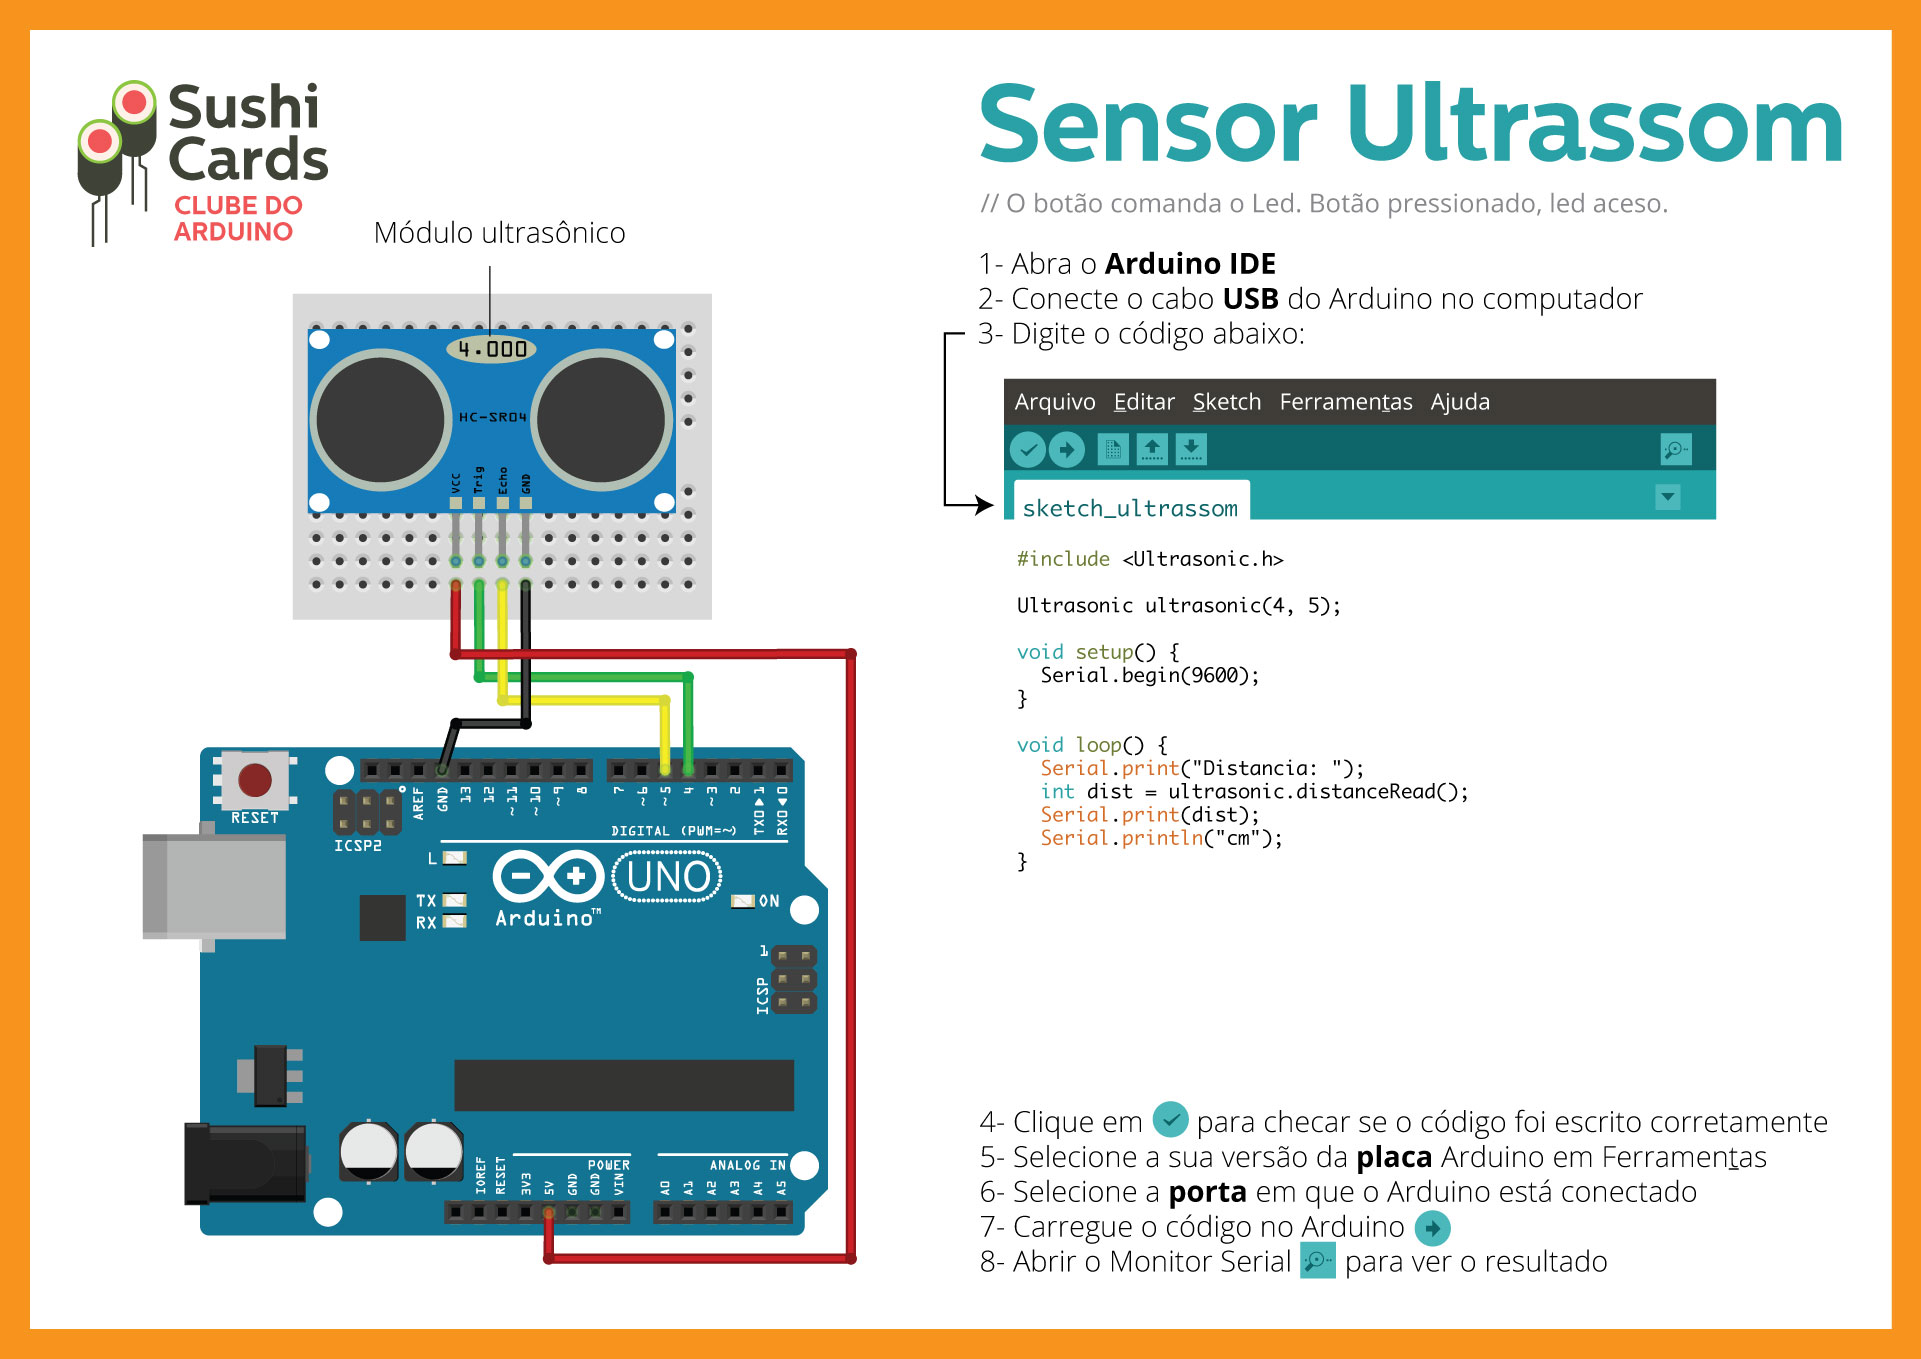 Sushi
Cards
CLUBE DO
ARDUINO
Módulo ultrasônico
4.000
HC-SR04
VCC
Trig
Echo
GND
RESET
ICSP2
AREF
GND
13
12
~11
~10
~9
8
7
~6
~5
4
~3
2
TX0▶1
RX0◀0
DIGITAL (PWM=~)
L
TX
RX
Arduino™
UNO
ON
1
ICSP
IOREF
RESET
3V3
5V
GND
GND
VIN
POWER
ANALOG IN
A0
A1
A2
A3
A4
A5
Sensor Ultrassom
// O botão comanda o Led. Botão pressionado, led aceso.
1- Abra o Arduino IDE
2- Conecte o cabo USB do Arduino no computador
3- Digite o código abaixo:
Arquivo Editar Sketch Ferramentas Ajuda
sketch_ultrassom
#include <Ultrasonic.h>
Ultrasonic ultrasonic(4, 5);
void setup() {
Serial.begin(9600);
}
void loop() {
Serial.print("Distancia: ");
int dist = ultrasonic.distanceRead();
Serial.print(dist);
Serial.println("cm");
}
4- Clique em para checar se o código foi escrito corretamente
5- Selecione a sua versão da placa Arduino em Ferramentas
6- Selecione a porta em que o Arduino está conectado
7- Carregue o código no Arduino
8- Abrir o Monitor Serial para ver o resultado